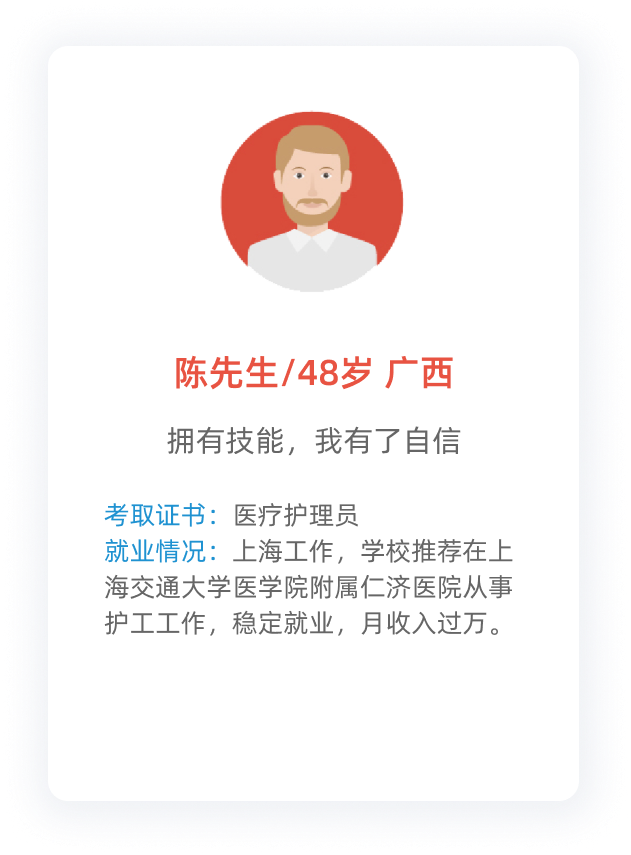 陈先生/48岁 广西
拥有技能，我有了自信
考取证书：医疗护理员
就业情况：上海工作，学校推荐在上
海交通大学医学院附属仁济医院从事
护工工作，稳定就业，月收入过万。